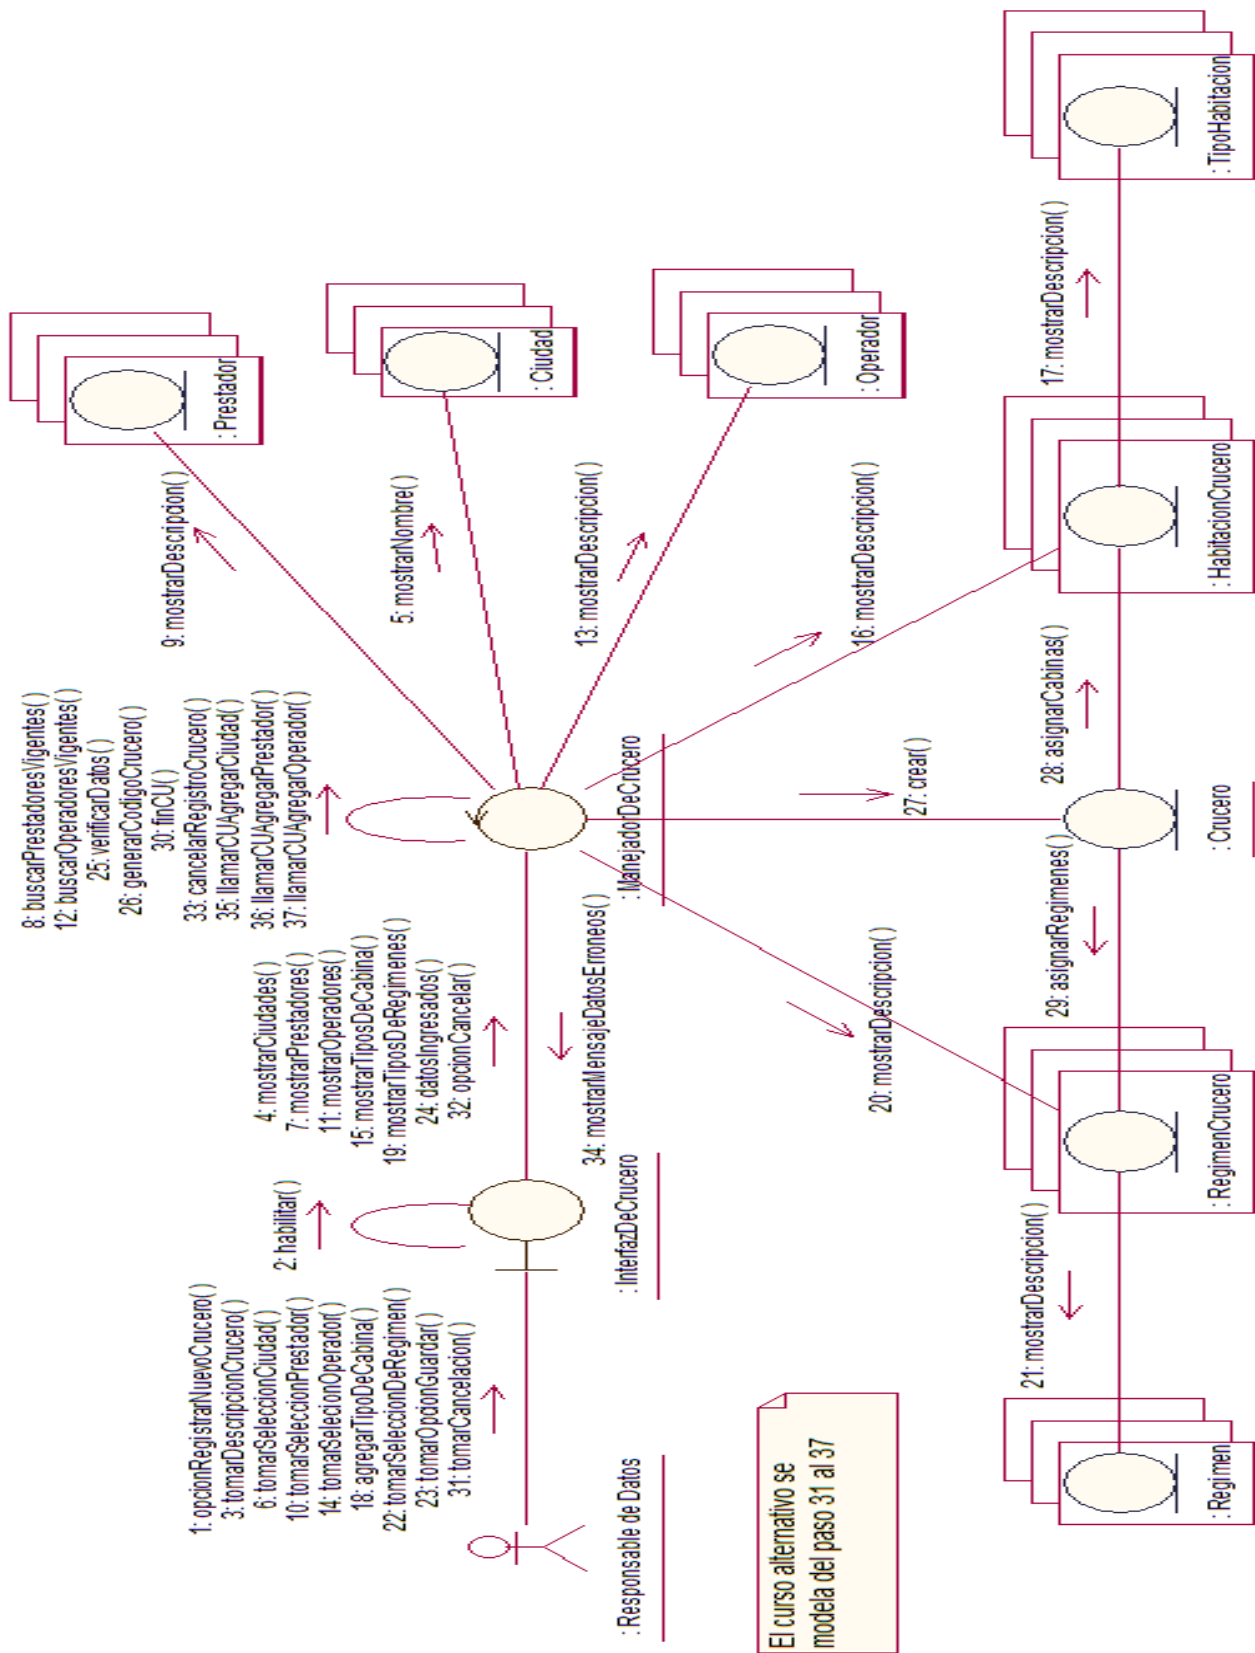 1: opcionRegistrarNuevoCrucero( )
3: tomarDescripcionCrucero( )
6: tomarSeleccionCiudad( )
10: tomarSeleccionPrestador( )
14: tomarSelecionOperador( )
18: agregarTipoDeCabina( )
22: tomarSeleccionDeRegimen( )
23: tomarOpcionGuardar( )
31: tomarCancelacion( )
: Responsable de Datos
2: habilitar( )
: InterfazDeCrucero
4: mostrarCiudades( )
7: mostrarPrestadores( )
11: mostrarOperadores( )
15: mostrarTiposDeCabina( )
19: mostrarTiposDeRegimenes( )
24: datosIngresados( )
32: opcionCancelar( )
34: mostrarMensajeDatosErroneos( )
8: buscarPrestadoresVigentes( )
12: buscarOperadoresVigentes( )
25: verificarDatos( )
26: generarCodigoCrucero( )
30: finCU( )
33: cancelarRegistroCrucero( )
35: llamarCUAgregarCiudad( )
36: llamarCUAgregarPrestador( )
37: llamarCUAgregarOperador( )
: ManejadorDeCrucero
9: mostrarDescripcion( )
: Prestador
5: mostrarNombre( )
: Ciudad
13: mostrarDescripcion( )
: Operador
16: mostrarDescripcion( )
27: crear( )
20: mostrarDescripcion( )
El curso alternativo se
modela del paso 31 al 37
21: mostrarDescripcion( )
29: asignarRegimenes( )
28: asignarCabinas( )
17: mostrarDescripcion( )
: Regimen
: RegimenCrucero
: Crucero
: HabitacionCrucero
: TipoHabitacion